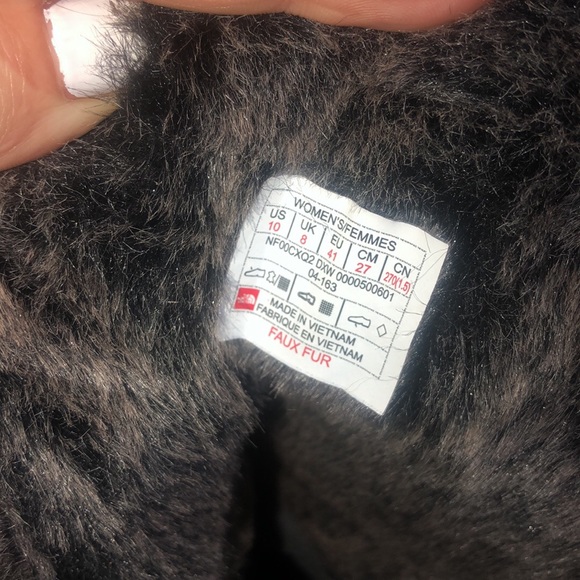 WOMEN'S/FEMMES
US UK EU CM CN
10 8 41 27 270(1.5)
NF00CXQ2 DXW 0000500601
04-163
MADE IN VIETNAM
FABRIQUE EN VIETNAM
FAUX FUR